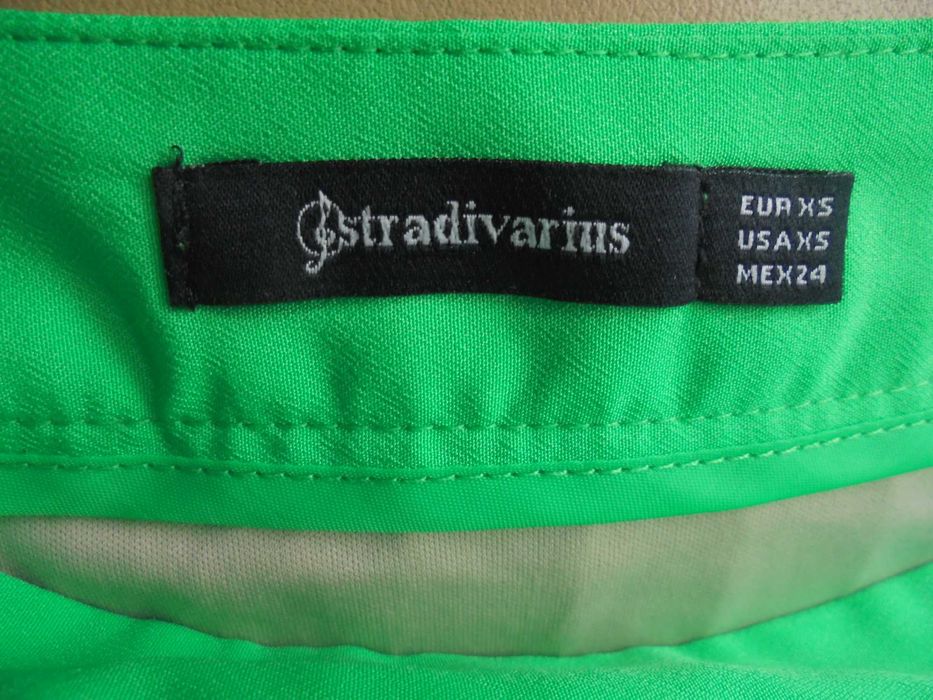 stradivarius
EUR XS
USA XS
MEX 24